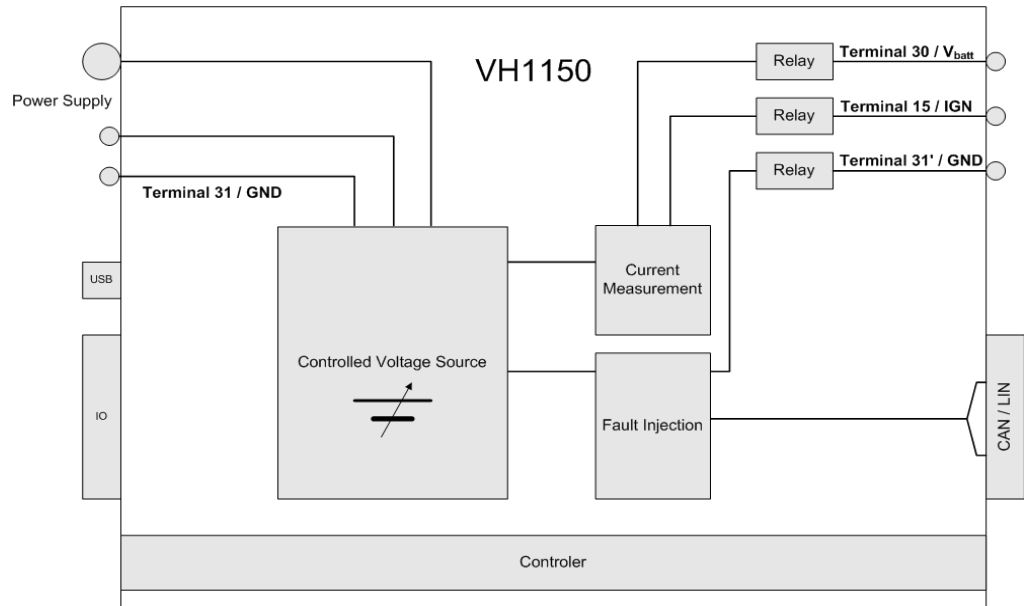 VH1150
Power Supply
Terminal 31 / GND
Relay
Terminal 30 / Vbatt
Relay
Terminal 15 / IGN
Relay
Terminal 31' / GND
USB
IO
Controlled Voltage Source
Current
Measurement
Fault Injection
CAN / LIN
Controler